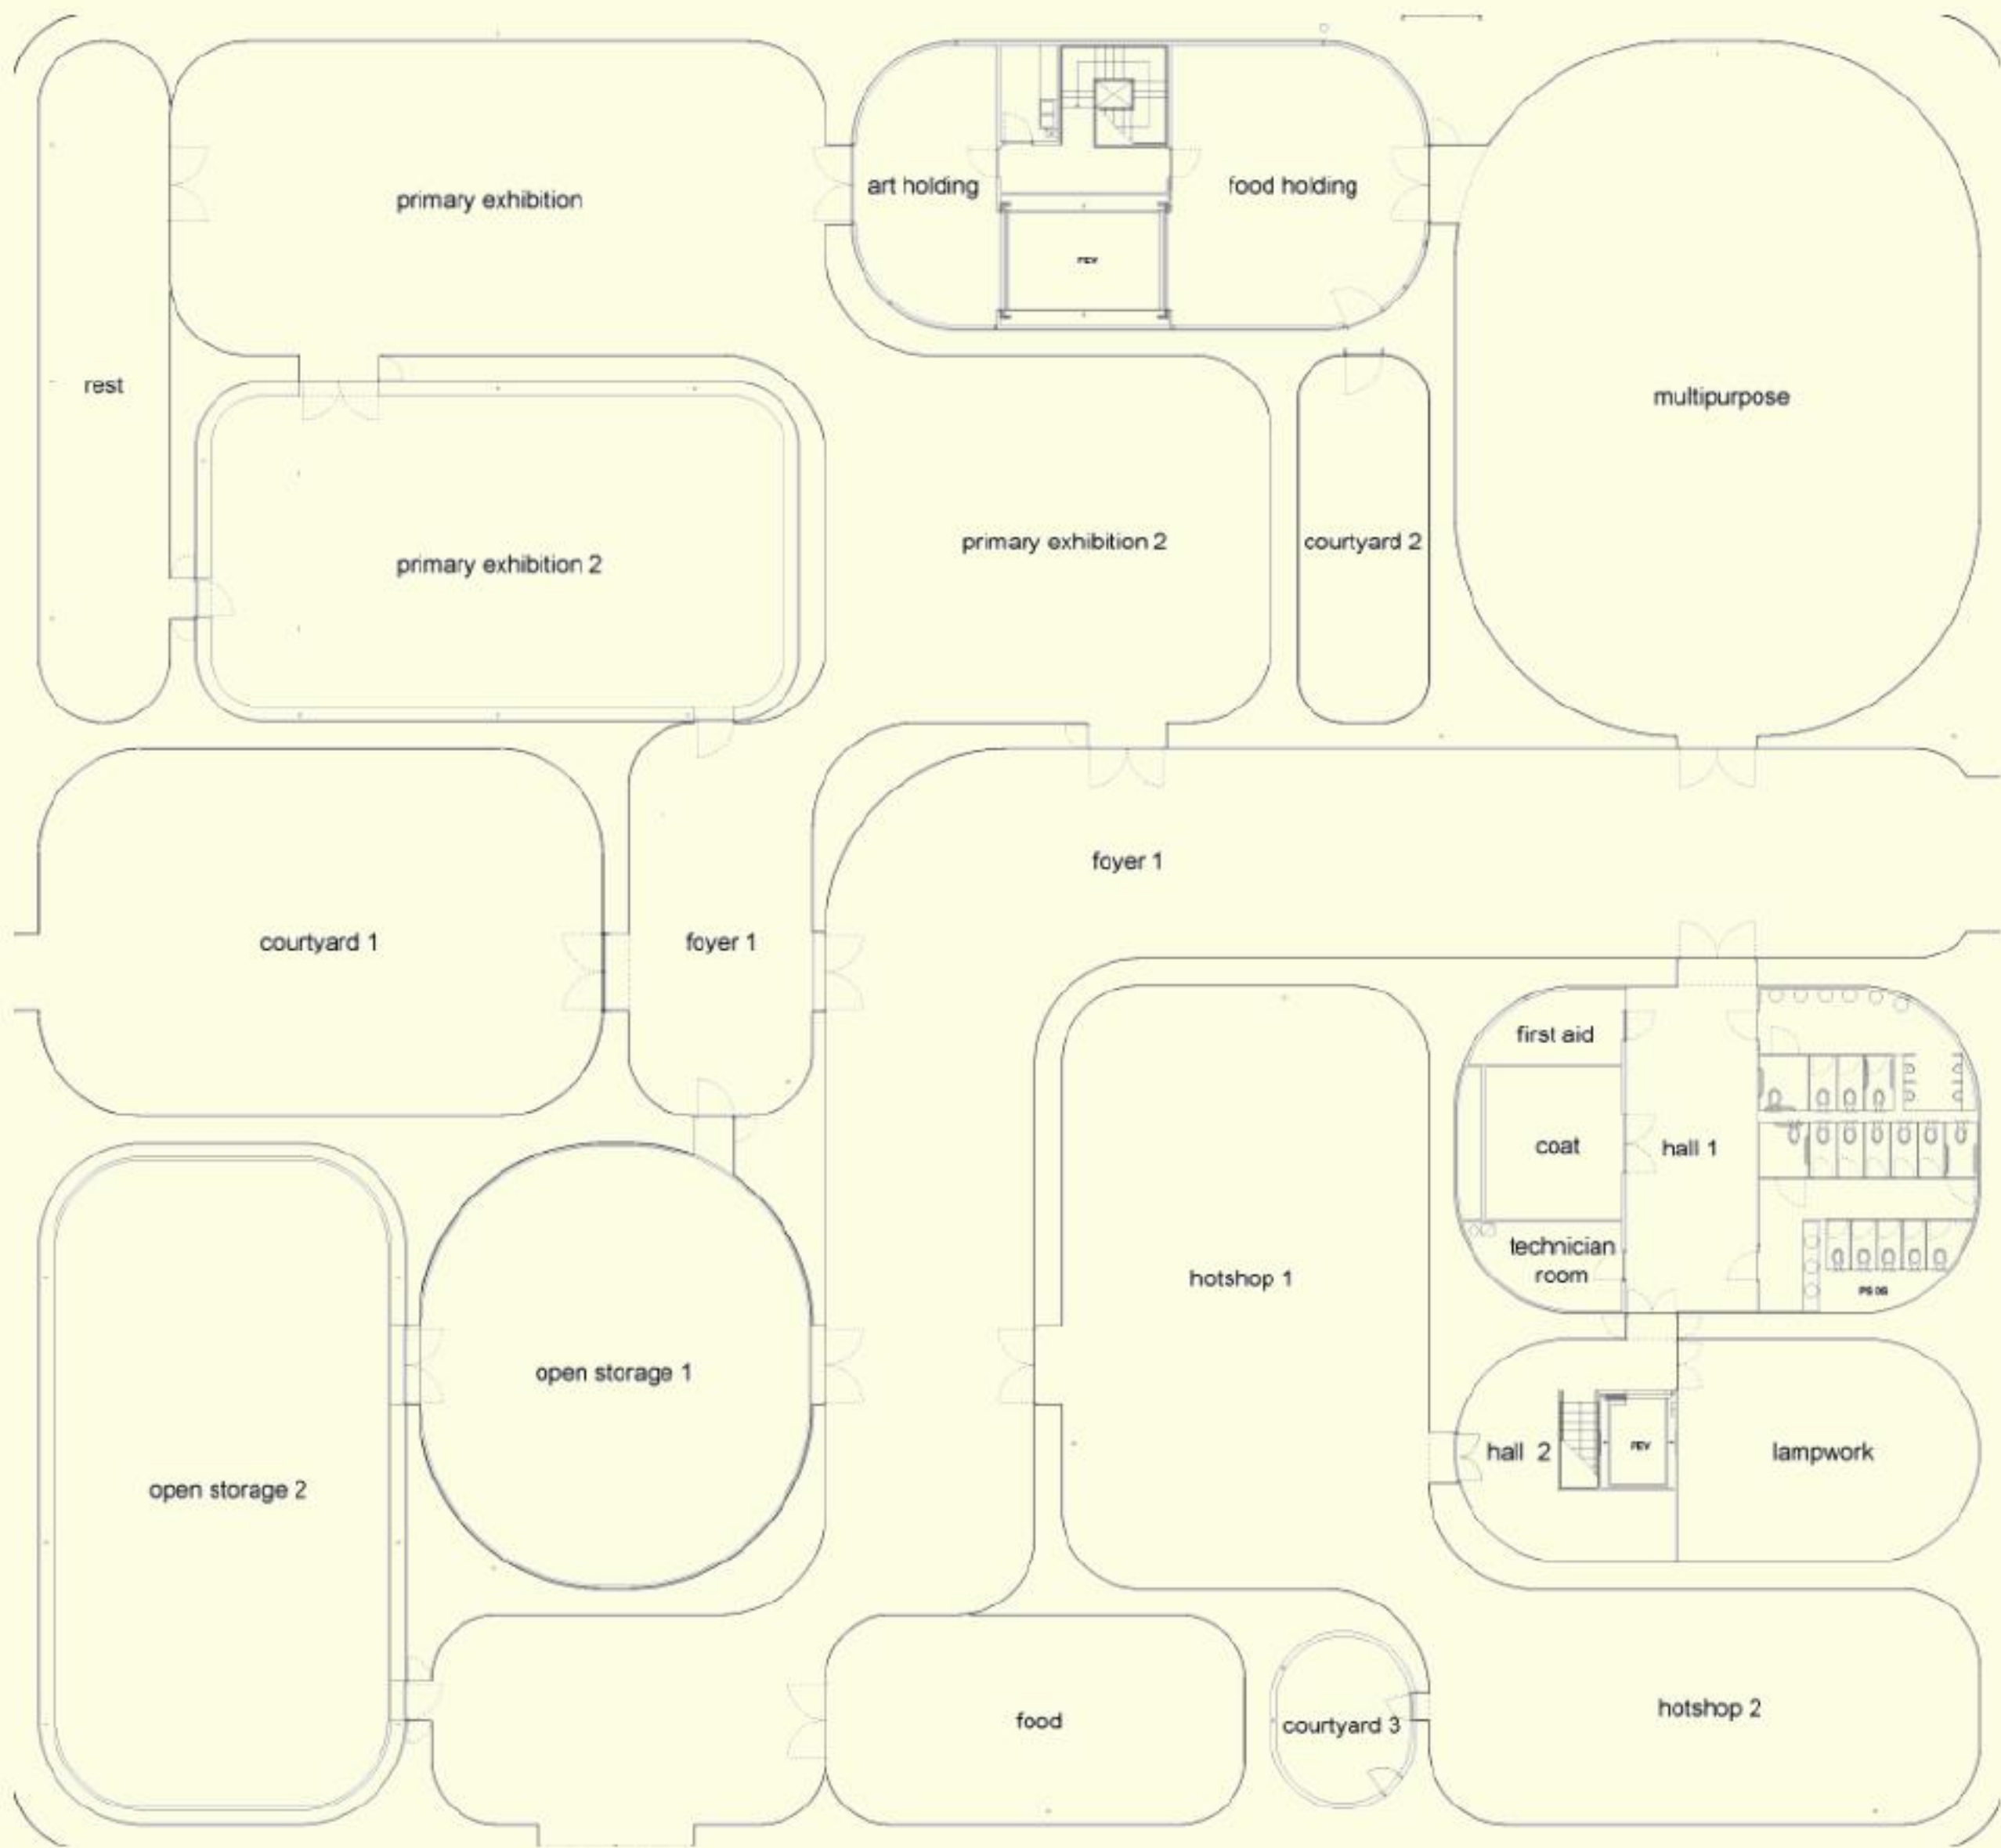 art holding
food holding
primary exhibition
rest
multipurpose
primary exhibition 2
courtyard 2
primary exhibition 2
foyer 1
courtyard 1
foyer 1
first aid
coat
hall 1
technician
room
hotshop 1
open storage 1
hall 2
lampwork
open storage 2
hotshop 2
food
courtyard 3